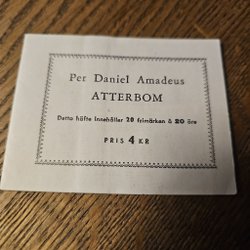 Per Daniel Amadeus
ATTERBOM
Detta häfte innehåller 20 frimärken à 20 öre
PRIS 4 KR